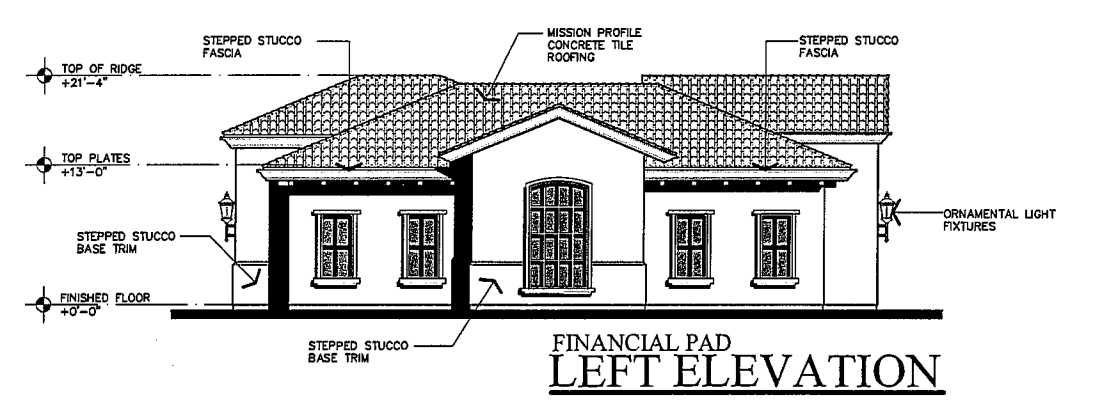 MISSION PROFILE
CONCRETE TILE
ROOFING
STEPPED STUCCO
FASCIA
STEPPED STUCCO
FASCIA
TOP OF RIDGE
+21'-4"
TOP PLATES
+13'-0"
ORNAMENTAL LIGHT
FIXTURES
STEPPED STUCCO
BASE TRIM
FINISHED FLOOR
+0'-0"
STEPPED STUCCO
BASE TRIM
FINANCIAL PAD
LEFT ELEVATION